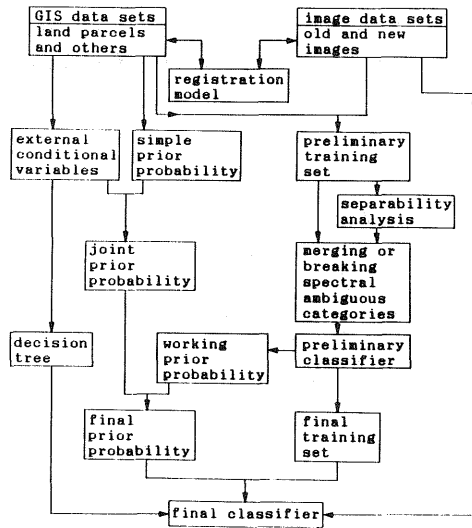 GIS data sets
land parcels
and others
image data sets
old and new
images
registration
model
external
conditional
variables
simple
prior
probability
preliminary
training
set
separability
analysis
joint
prior
probability
merging or
breaking
spectral
ambiguous
categories
decision
tree
working
prior
probability
preliminary
classifier
final
prior
probability
final
training
set
final classifier